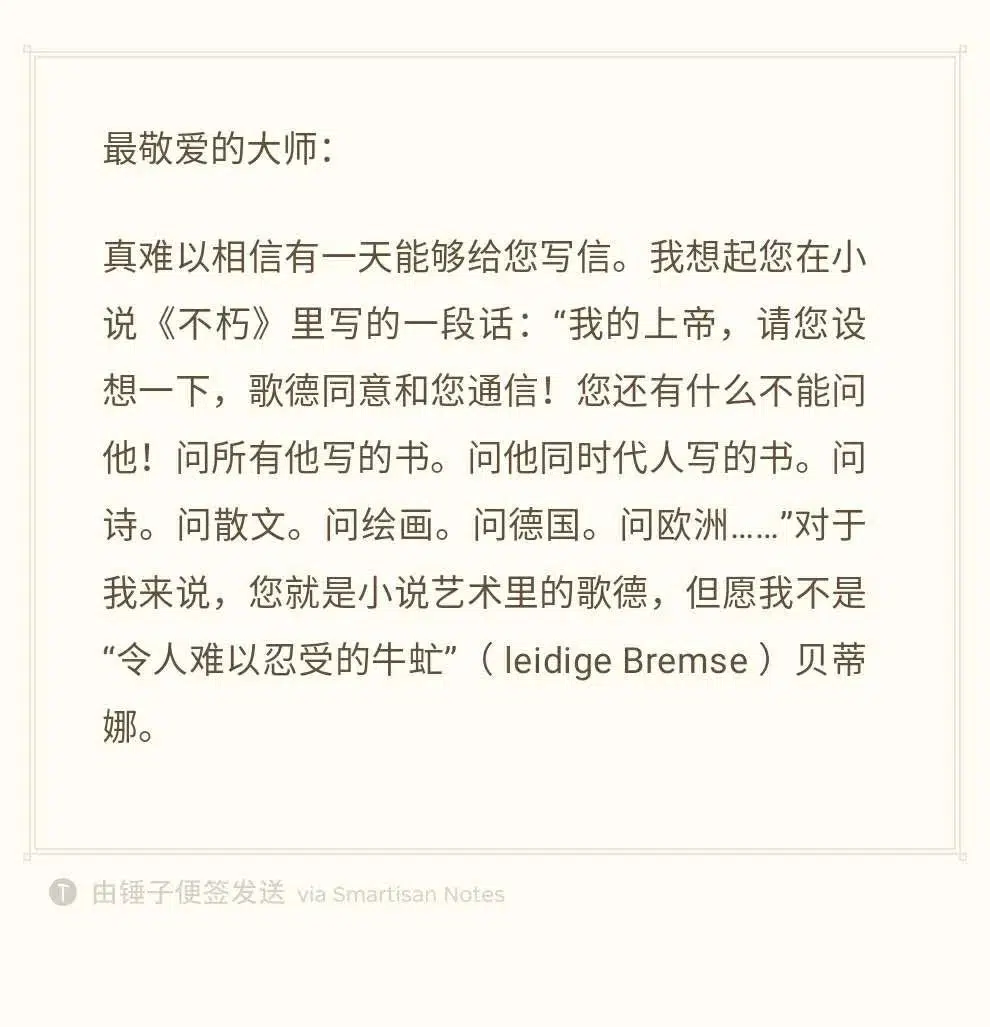 最敬爱的大师：
真难以相信有一天能够给您写信。我想起您在小
说《不朽》里写的一段话：“我的上帝，请您设
想一下，歌德同意和您通信！您还有什么不能问
他！问所有他写的书。问他同时代人写的书。问
诗。问散文。问绘画。问德国。问欧洲……”对于
我来说，您就是小说艺术里的歌德，但愿我不是
“令人难以忍受的牛虻”（ leidige Bremse ）贝蒂
娜。
T 由锤子便签发送 via Smartisan Notes